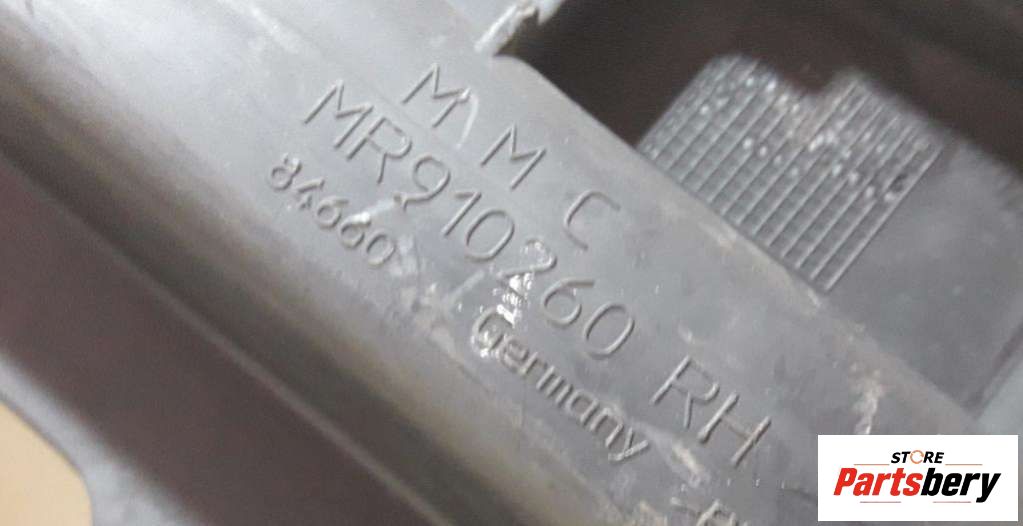 MMC
MR910260 RH
84660 Germany
STORE
Partsbery